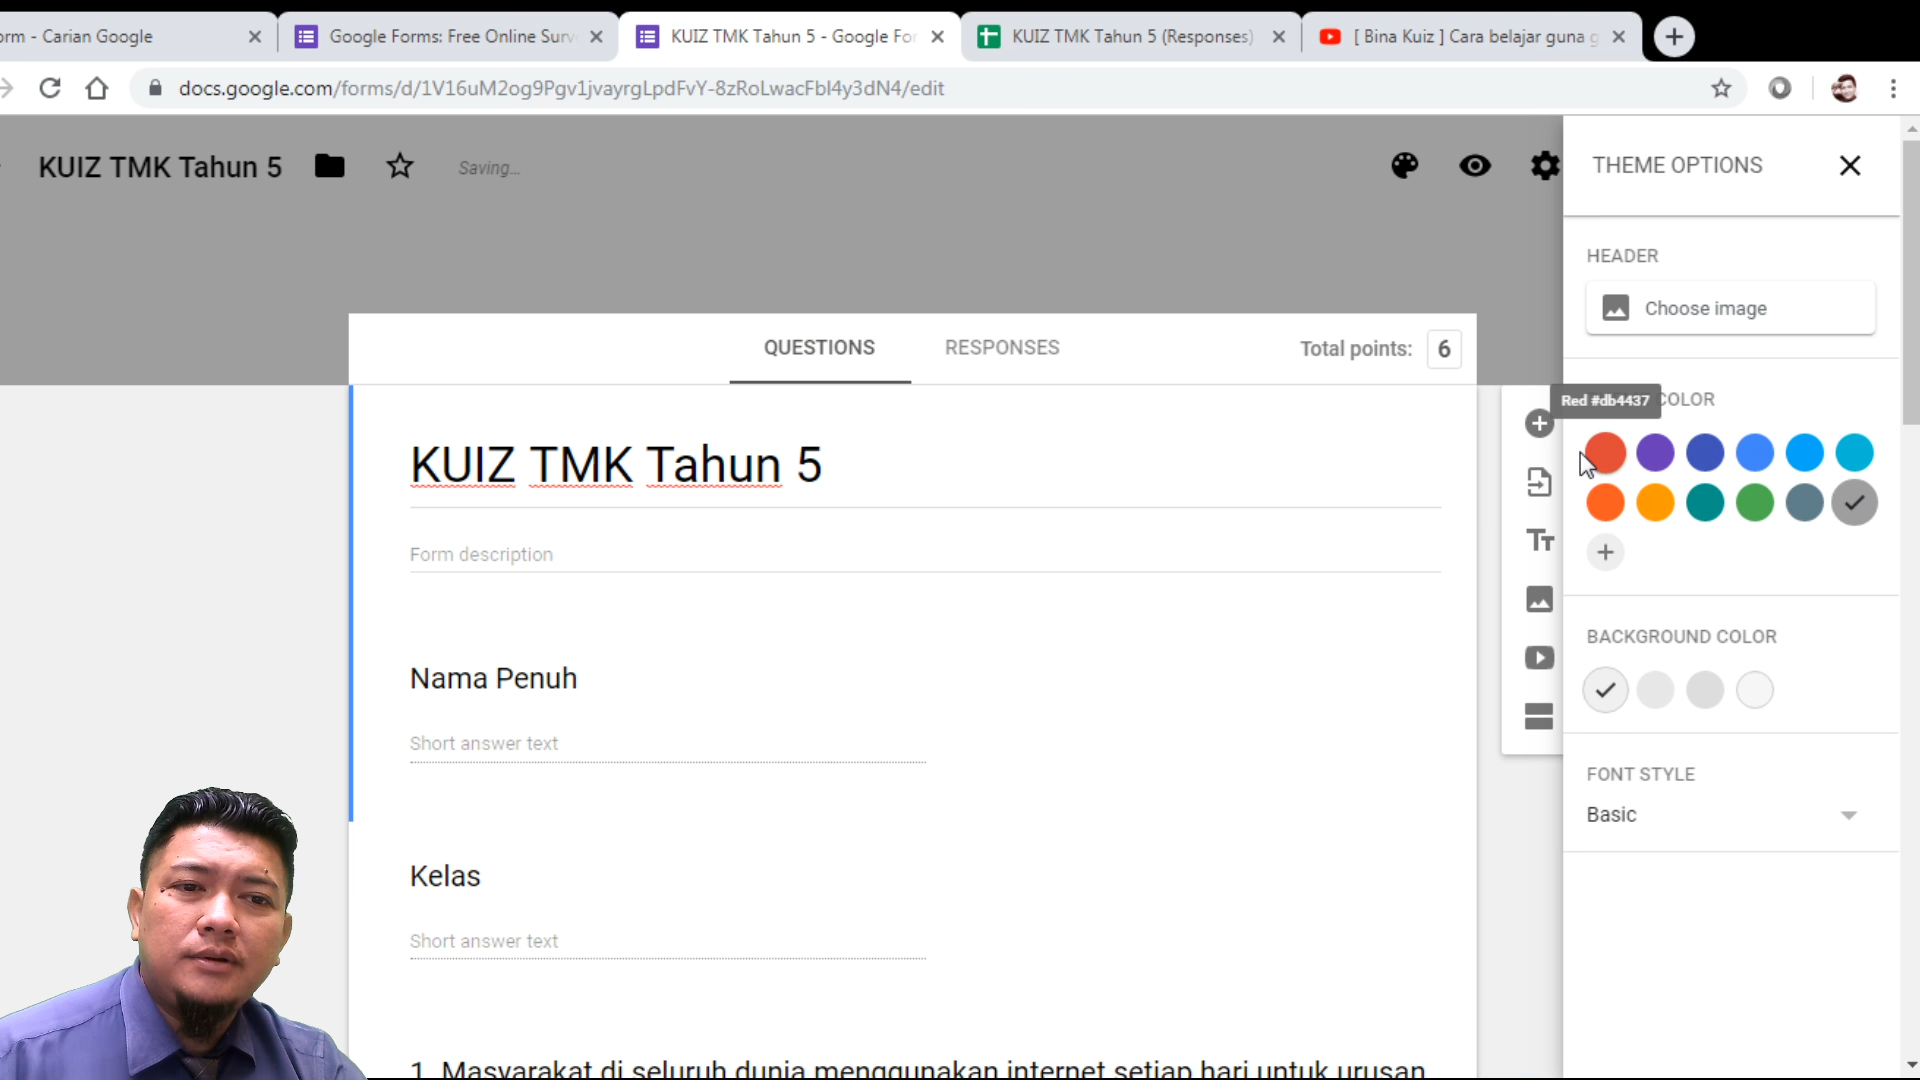 orm - Carian Google
Google Forms: Free Online Surv
KUIZ TMK Tahun 5 - Google For
KUIZ TMK Tahun 5 (Responses)
[ Bina Kuiz ] Cara belajar guna g
docs.google.com/forms/d/1V16uM2og9Pgv1jvayrgLpdFvY-8zRoLwacFbl4y3dN4/edit
KUIZ TMK Tahun 5
Saving...
THEME OPTIONS
HEADER
Choose image
QUESTIONS
RESPONSES
Total points: 6
Red #db4437
COLOR
KUIZ TMK Tahun 5
Form description
BACKGROUND COLOR
Nama Penuh
Short answer text
FONT STYLE
Basic
Kelas
Short answer text
1. Masyarakat di seluruh dunia menggunakan internet setiap hari untuk urusan